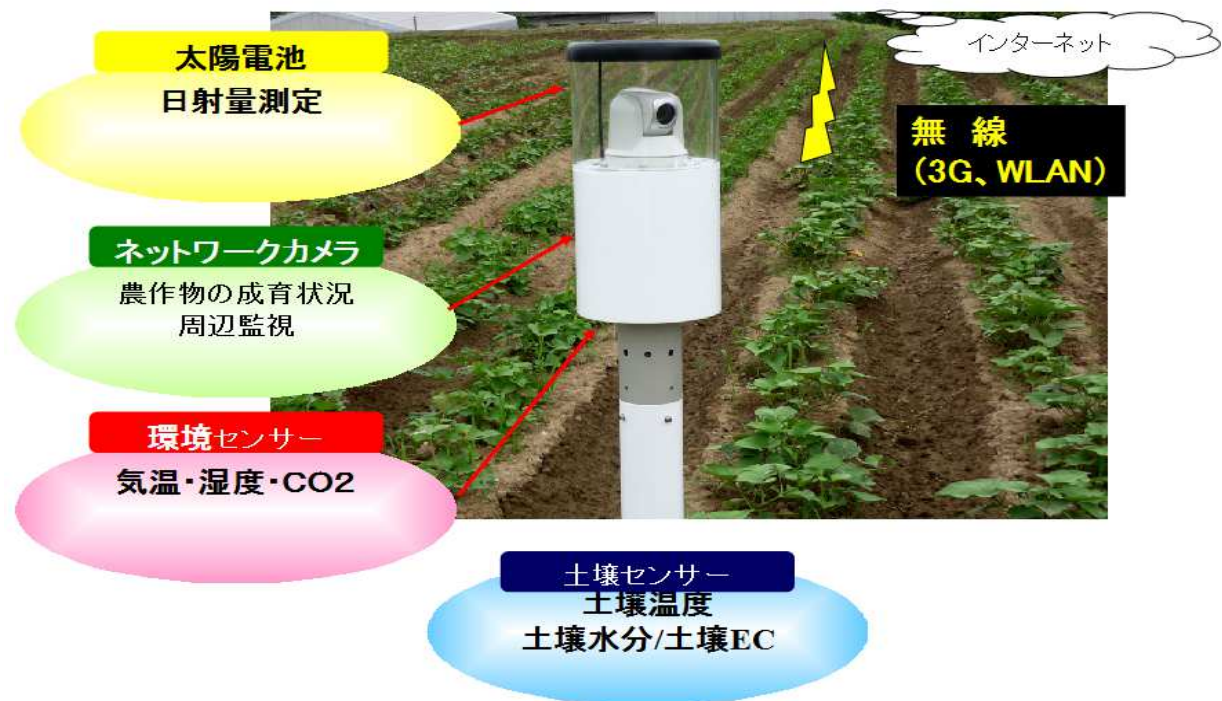 太陽電池
日射量測定
インターネット
無 線
(3G、WLAN)
ネットワークカメラ
農作物の成育状況
周辺監視
環境センサー
気温・湿度・CO2
土壌センサー
土壌温度
土壌水分/土壌EC